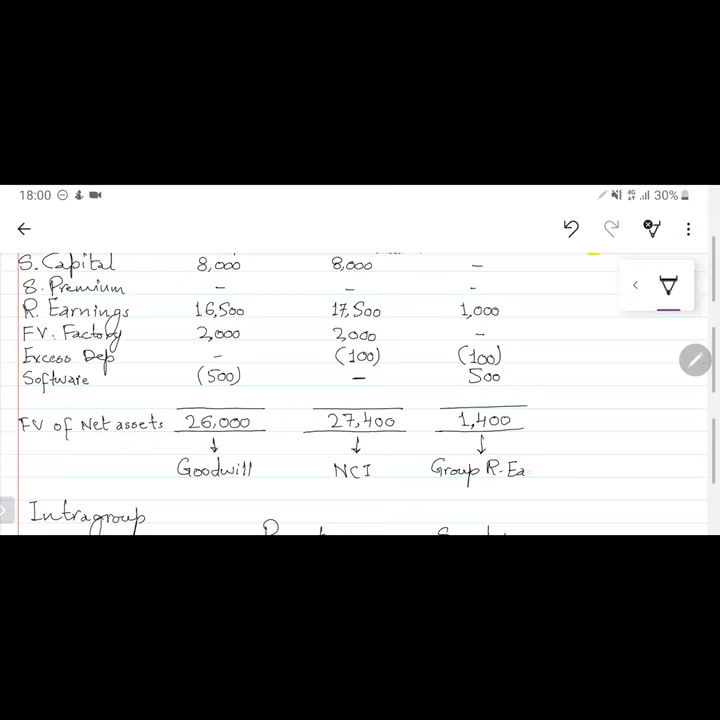 18:00 4G 30%
S. Capital 8,000 8,000 -
S. Premium - - -
R. Earnings 16,500 17,500 1,000
FV: Factory 2,000 2000 -
Excess Dep - (100) (100)
Software (500) - 500
FV of Net assets 26,000 27,400 1,400
Goodwill NCI Group R. Ea
Intragroup